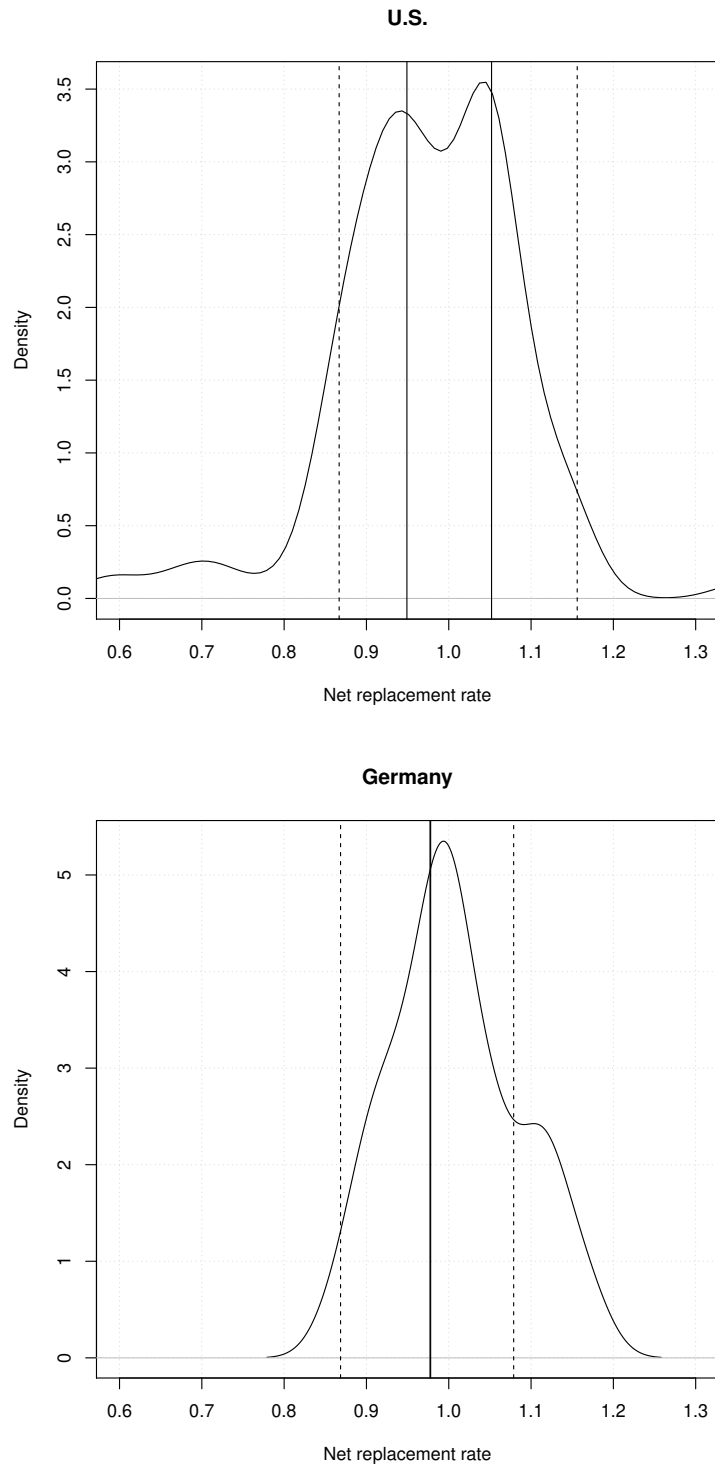 U.S.
Density
0.0 0.5 1.0 1.5 2.0 2.5 3.0 3.5
0.6 0.7 0.8 0.9 1.0 1.1 1.2 1.3
Net replacement rate
Germany
Density
0 1 2 3 4 5
0.6 0.7 0.8 0.9 1.0 1.1 1.2 1.3
Net replacement rate